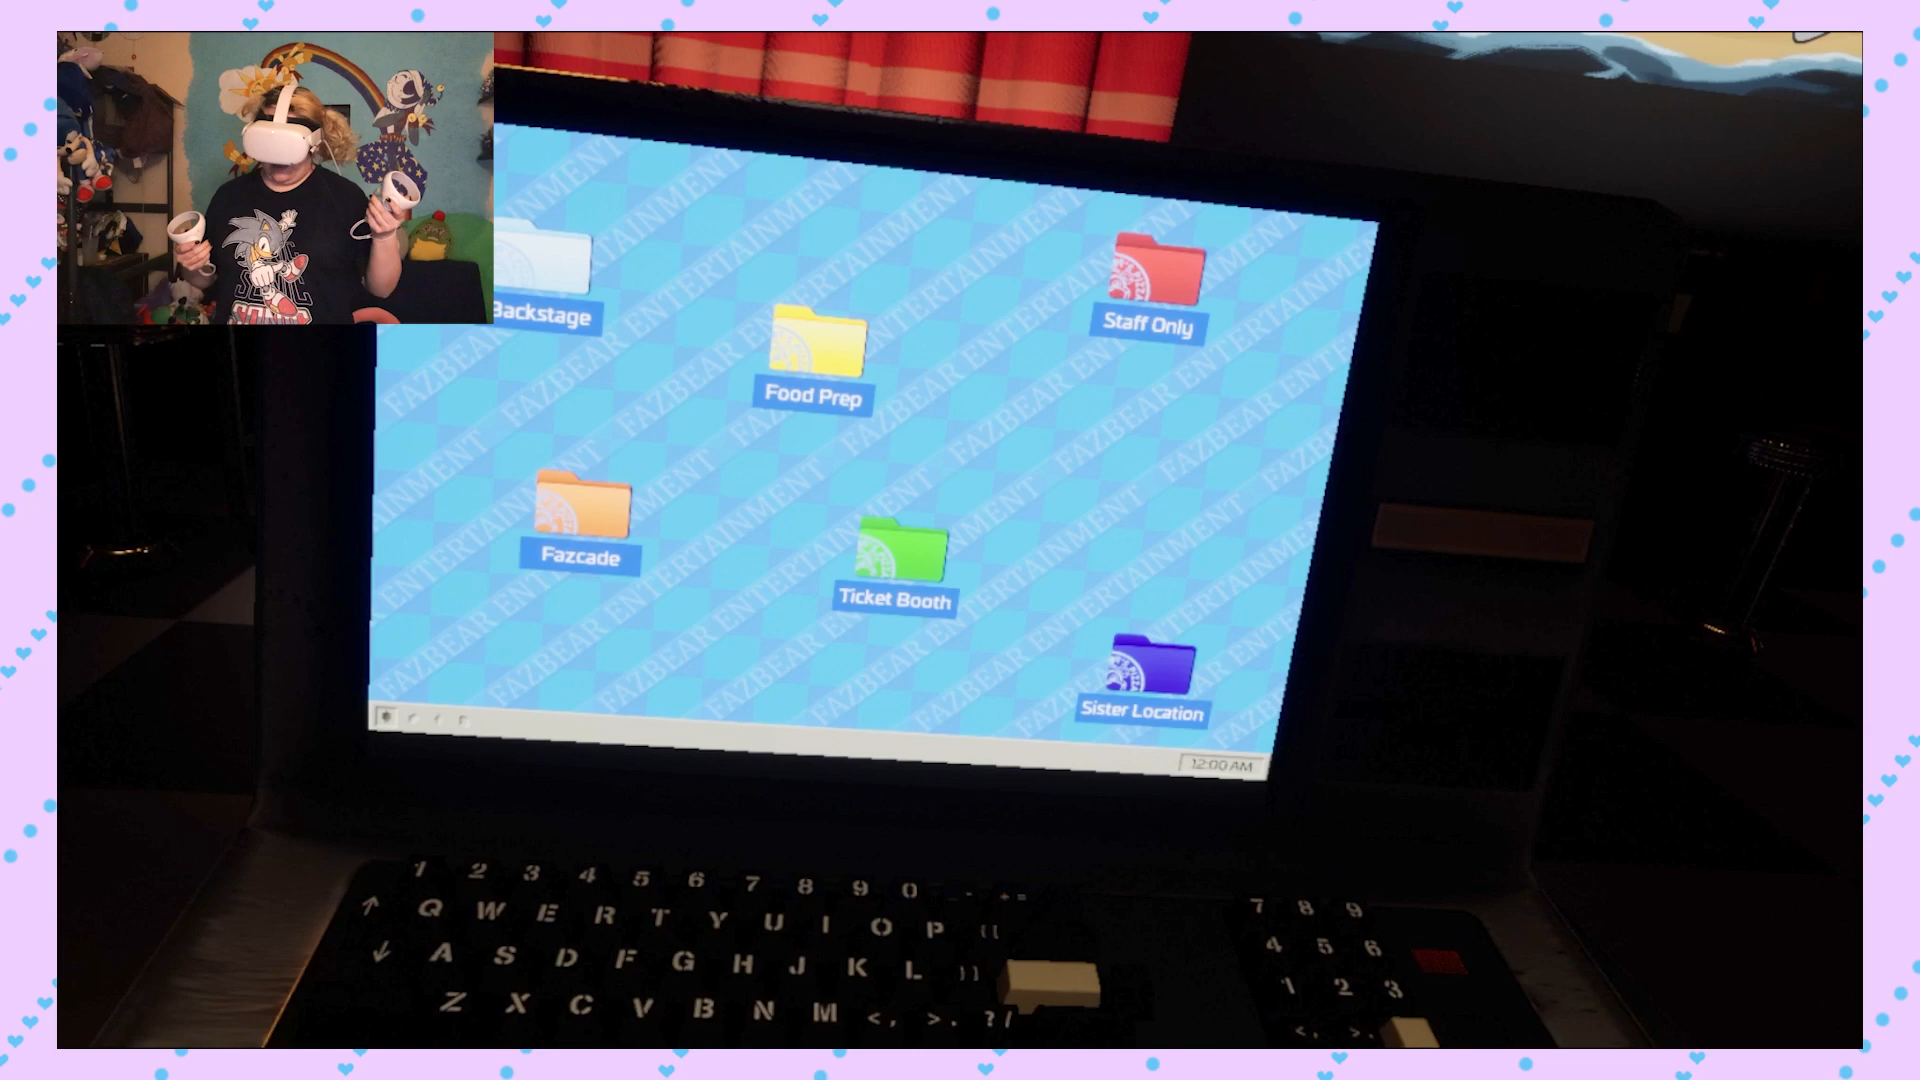 Backstage
Staff Only
Food Prep
Fazcade
Ticket Booth
Sister Location
FAZBEAR ENTERTAINMENT
12:00 AM
1 2 3 4 5 6 7 8 9 0 - + =
↑ Q W E R T Y U I O P
↓ A S D F G H J K L
Z X C V B N M < , > . ? /
7 8 9
4 5 6
1 2 3
< , > .